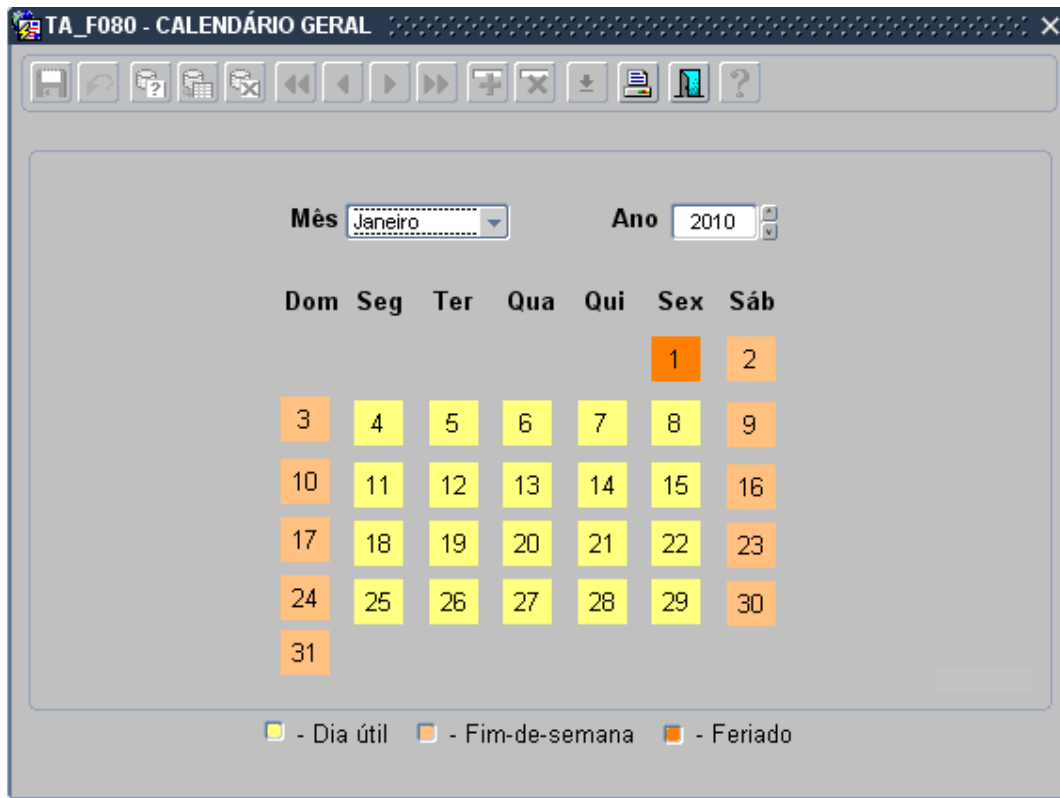 TA_F080 - CALENDÁRIO GERAL
Mês Janeiro Ano 2010
Dom Seg Ter Qua Qui Sex Sáb
1 2
3 4 5 6 7 8 9
10 11 12 13 14 15 16
17 18 19 20 21 22 23
24 25 26 27 28 29 30
31
- Dia útil - Fim-de-semana - Feriado